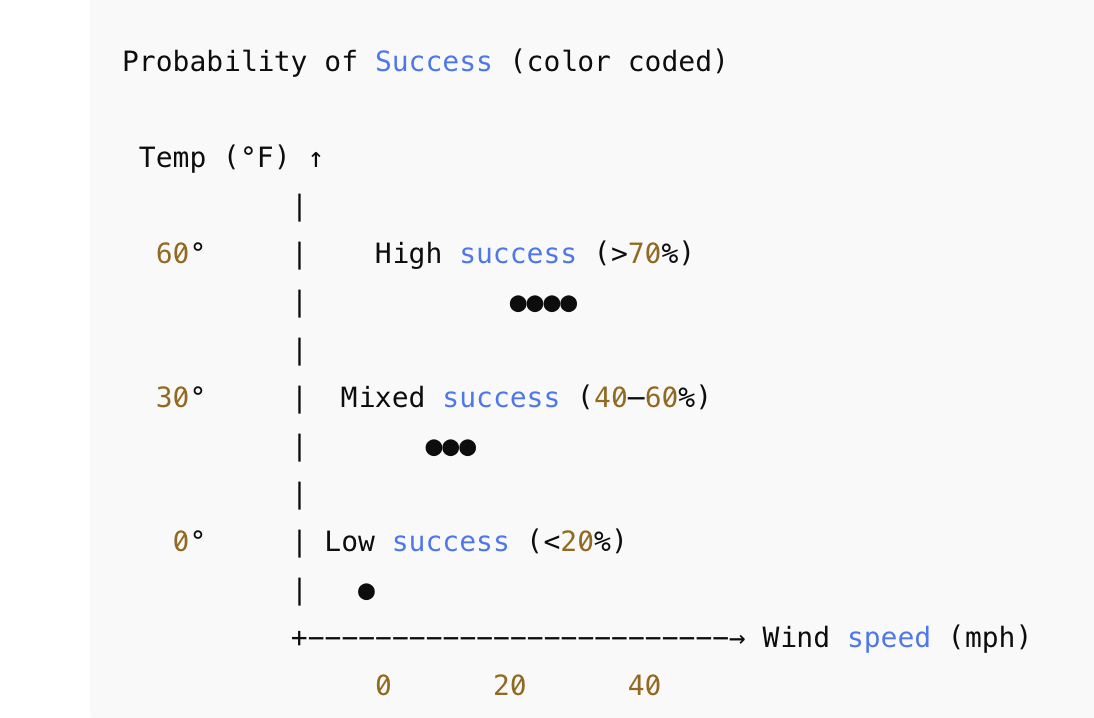 Probability of Success (color coded)
Temp (°F) ↑
|
60° | High success (>70%)
| ●●●●
|
30° | Mixed success (40–60%)
| ●●●
|
0° | Low success (<20%)
| ●
+–––––––––––––––––––––––––→ Wind speed (mph)
0 20 40